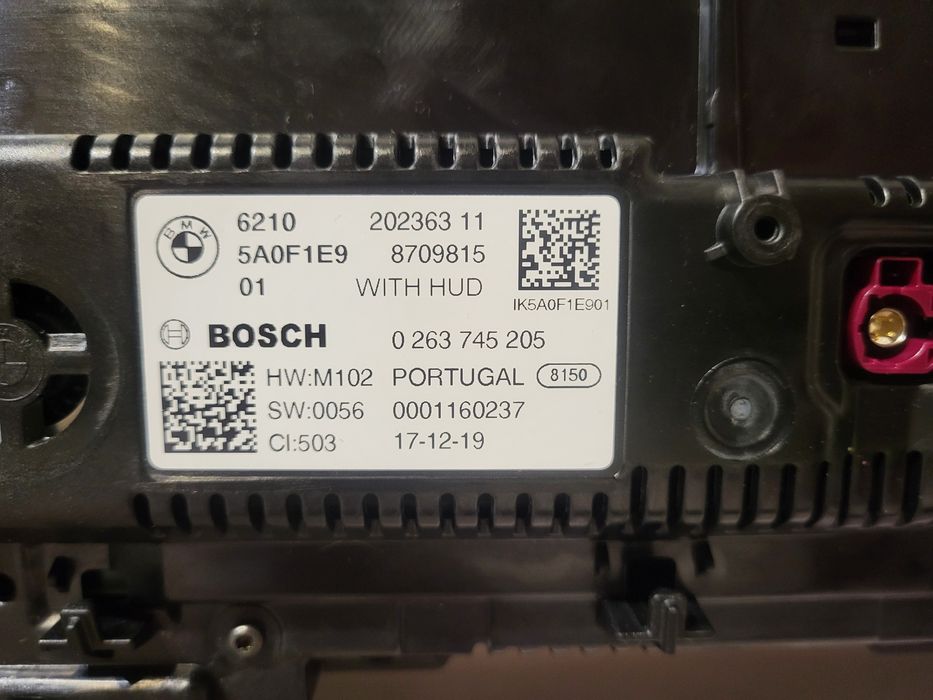 BMW
6210 202363 11
5A0F1E9 8709815
01 WITH HUD
IK5A0F1E901
BOSCH 0 263 745 205
HW:M102 PORTUGAL 8150
SW:0056 0001160237
CI:503 17-12-19